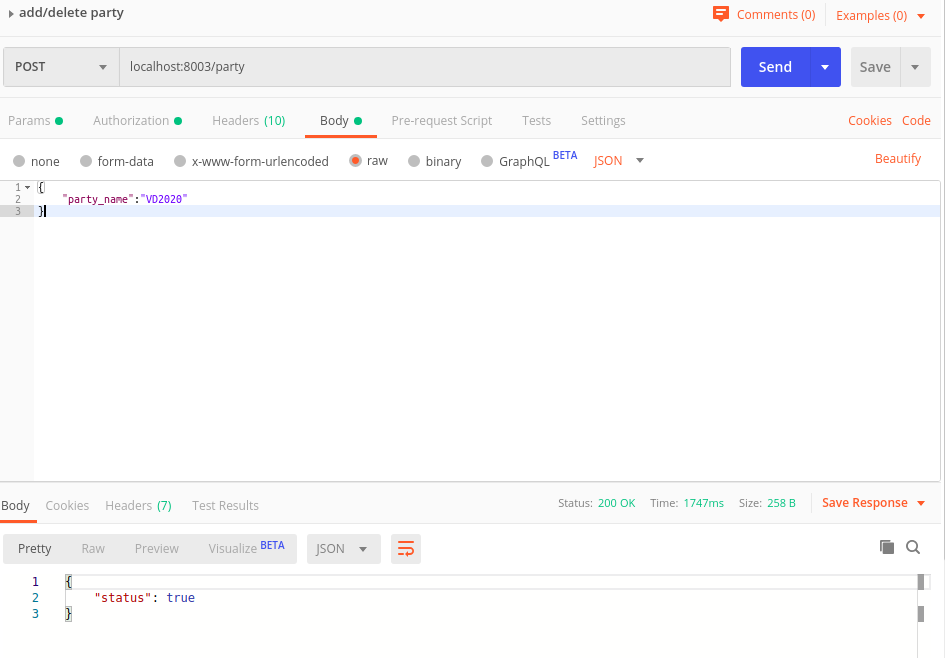 add/delete party Comments (0) Examples (0)
POST localhost:8003/party Send Save
Params Authorization Headers (10) Body Pre-request Script Tests Settings Cookies Code
none form-data x-www-form-urlencoded raw binary GraphQL BETA JSON Beautify
1 {
2 "party_name":"VD2020"
3 }
Body Cookies Headers (7) Test Results Status: 200 OK Time: 1747ms Size: 258 B Save Response
Pretty Raw Preview Visualize BETA JSON
1 {
2 "status": true
3 }